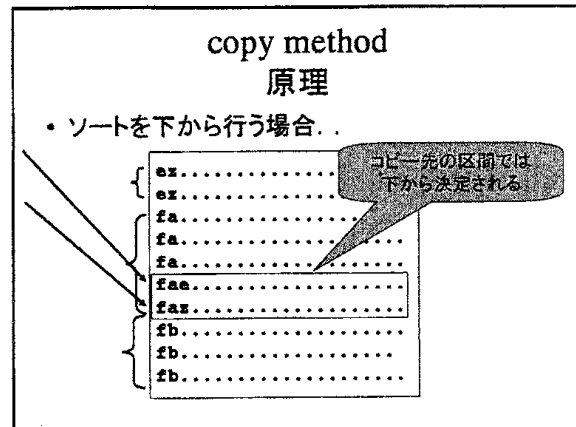 copy method
原理
• ソートを下から行う場合. .
コピー先の区間では
下から決定される
ez..................
ez..................
fa....................
fa....................
fa....................
fae...................
faz...................
fb....................
fb...................
fb....................